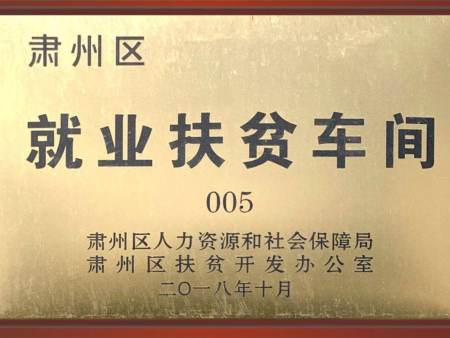 肃州区
就业扶贫车间
005
肃州区人力资源和社会保障局
肃州区扶贫开发办公室
二〇一八年十月